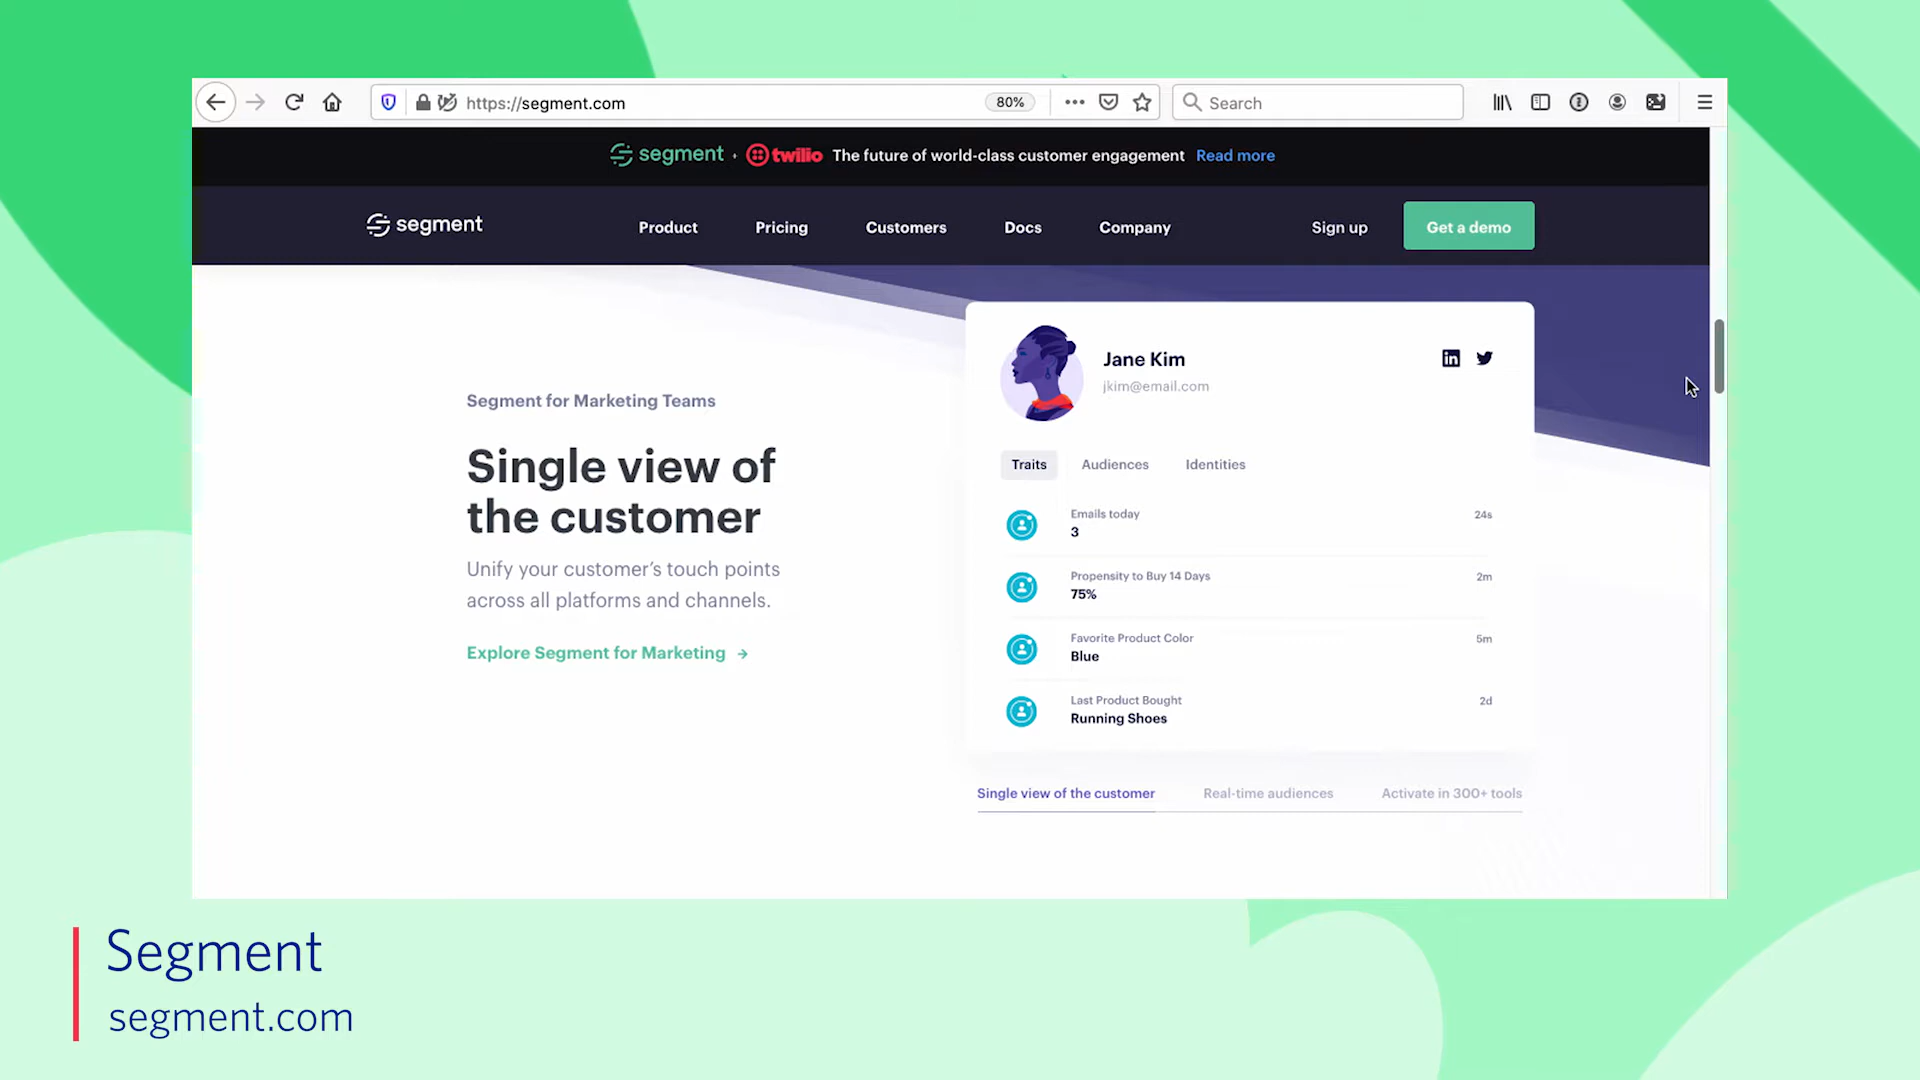 https://segment.com
80%
Search
segment + twilio The future of world-class customer engagement Read more
segment
Product Pricing Customers Docs Company Sign up Get a demo
Segment for Marketing Teams
Single view of
the customer
Unify your customer’s touch points
across all platforms and channels.
Explore Segment for Marketing →
Jane Kim
in
jkim@email.com
Traits Audiences Identities
Emails today 24s
3
Propensity to Buy 14 Days 2m
75%
Favorite Product Color 5m
Blue
Last Product Bought 2d
Running Shoes
Single view of the customer Real-time audiences Activate in 300+ tools
Segment
segment.com